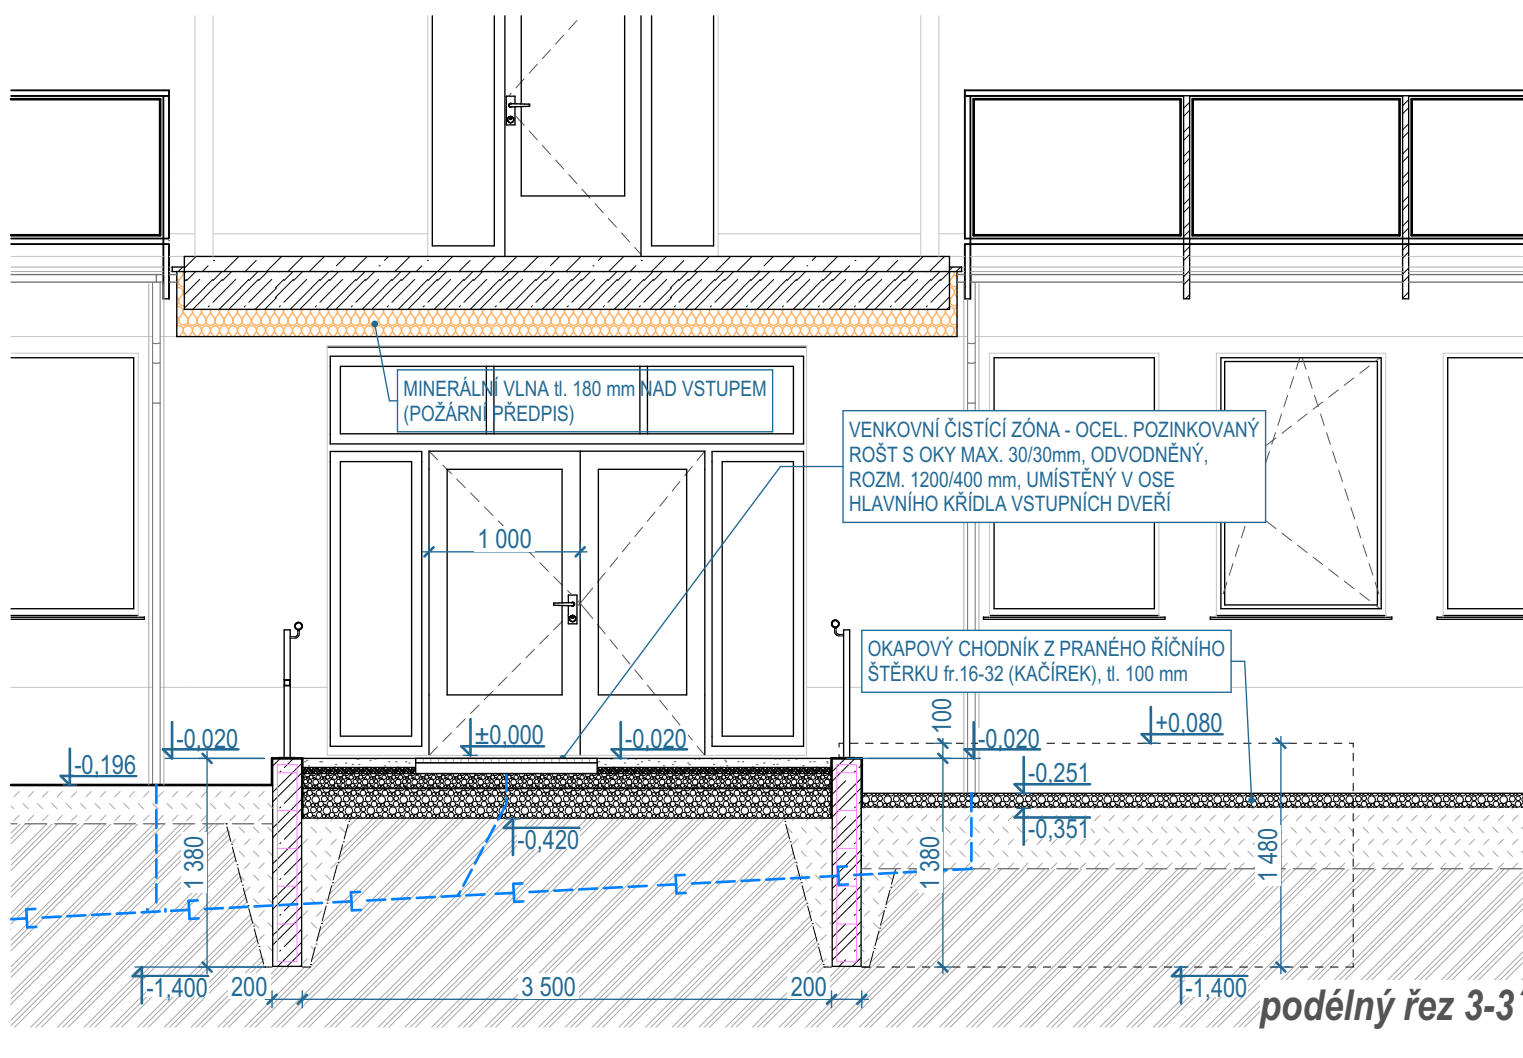 MINERÁLNÍ VLNA tl. 180 mm NAD VSTUPEM
(POŽÁRNÍ PŘEDPIS)
VENKOVNÍ ČISTÍCÍ ZÓNA - OCEL. POZINKOVANÝ
ROŠT S OKY MAX. 30/30mm, ODVODNĚNÝ,
ROZM. 1200/400 mm, UMÍSTĚNÝ V OSE
HLAVNÍHO KŘÍDLA VSTUPNÍCH DVEŘÍ
1 000
OKAPOVÝ CHODNÍK Z PRANÉHO ŘÍČNÍHO
ŠTĚRKU fr.16-32 (KAČÍREK), tl. 100 mm
100
+0,080
-0,020
±0,000
-0,020
-0,020
-0,196
-0,251
-0,351
-0,420
1 380
1 380
1 480
-1,400
200
3 500
200
-1,400
podélný řez 3-3´